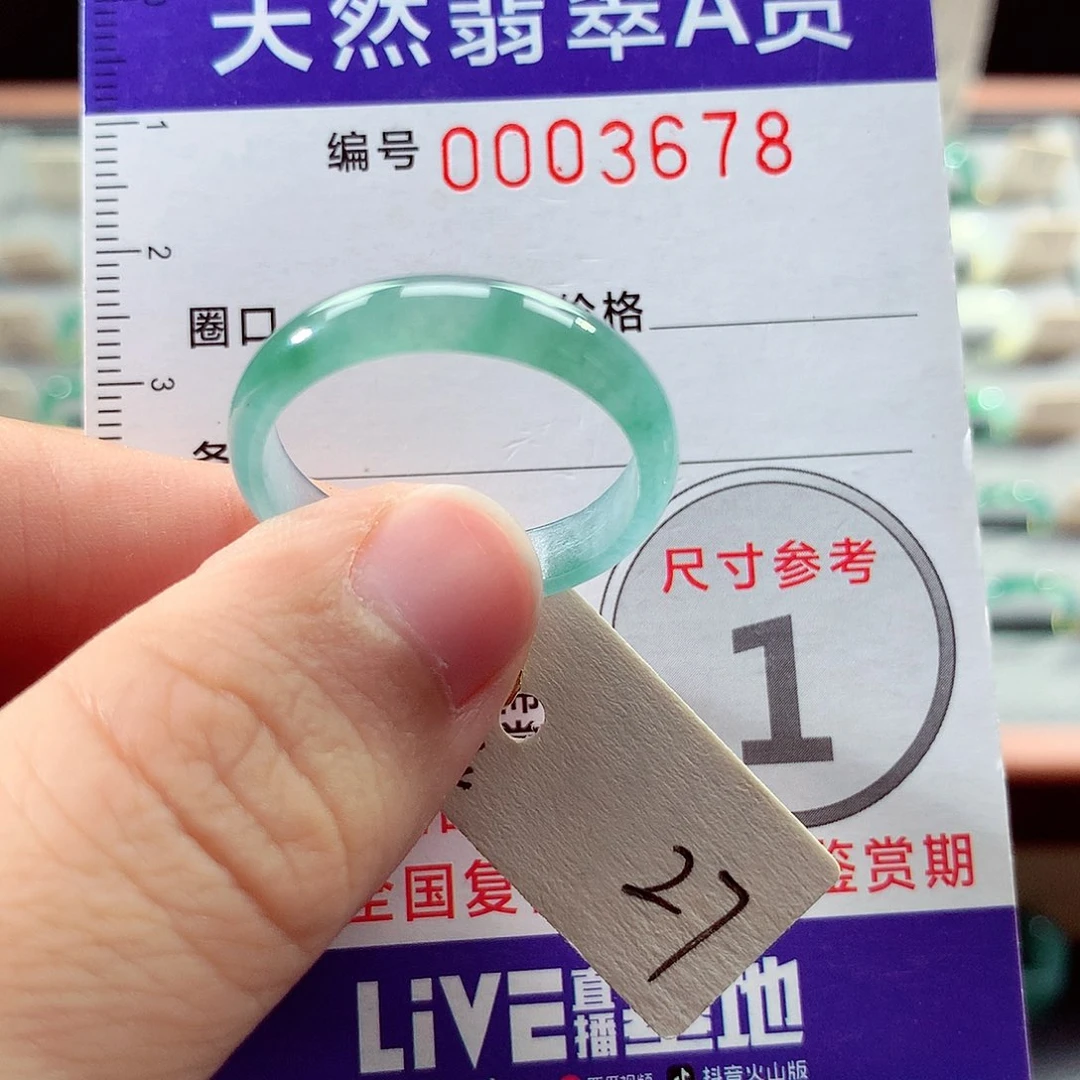 天然翡翠A货
1
编号 0003678
2
圈口
价格
3
尺寸参考
1
全国复
鉴赏期
27
LiVE直播基地
抖音火山版